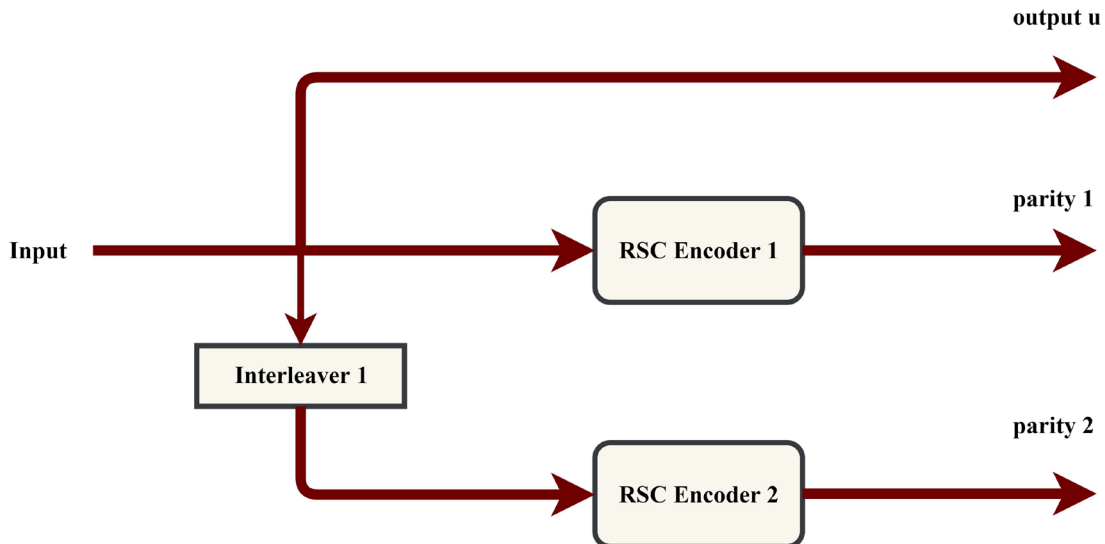 output u
parity 1
Input
RSC Encoder 1
Interleaver 1
parity 2
RSC Encoder 2